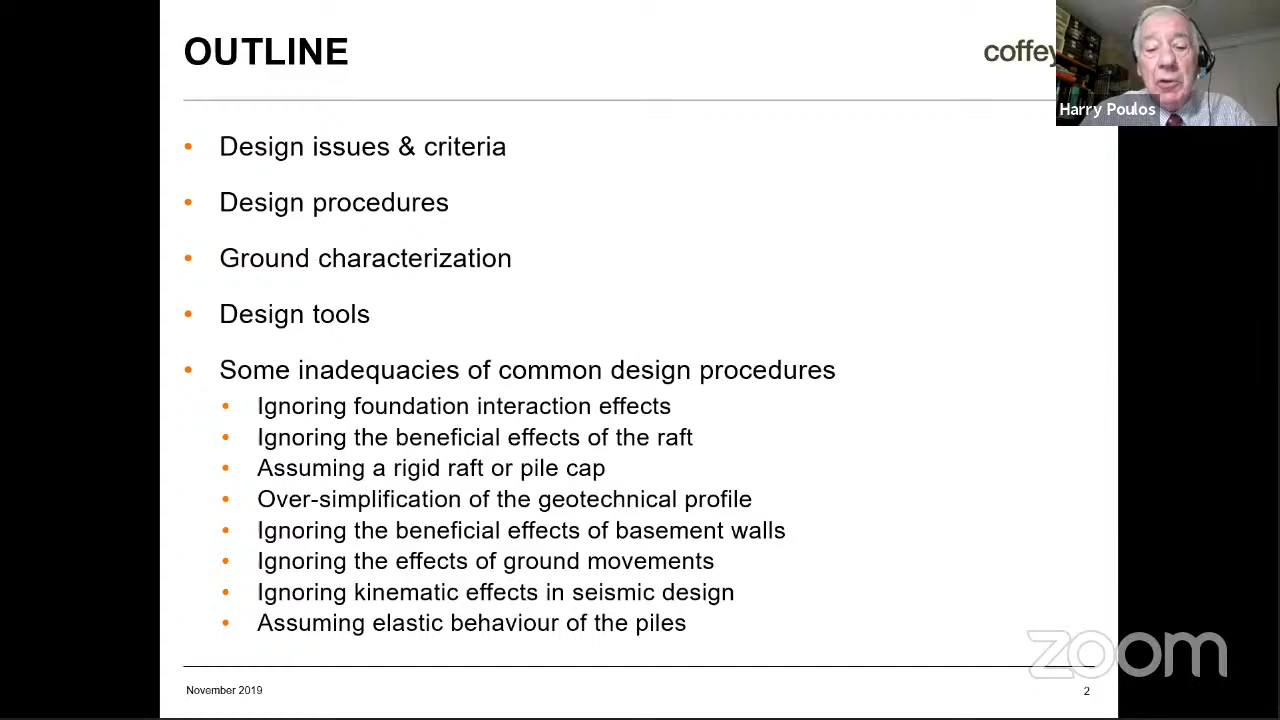 OUTLINE
coffey
Harry Poulos
• Design issues & criteria
• Design procedures
• Ground characterization
• Design tools
• Some inadequacies of common design procedures
• Ignoring foundation interaction effects
• Ignoring the beneficial effects of the raft
• Assuming a rigid raft or pile cap
• Over-simplification of the geotechnical profile
• Ignoring the beneficial effects of basement walls
• Ignoring the effects of ground movements
• Ignoring kinematic effects in seismic design
• Assuming elastic behaviour of the piles
zoom
November 2019
2